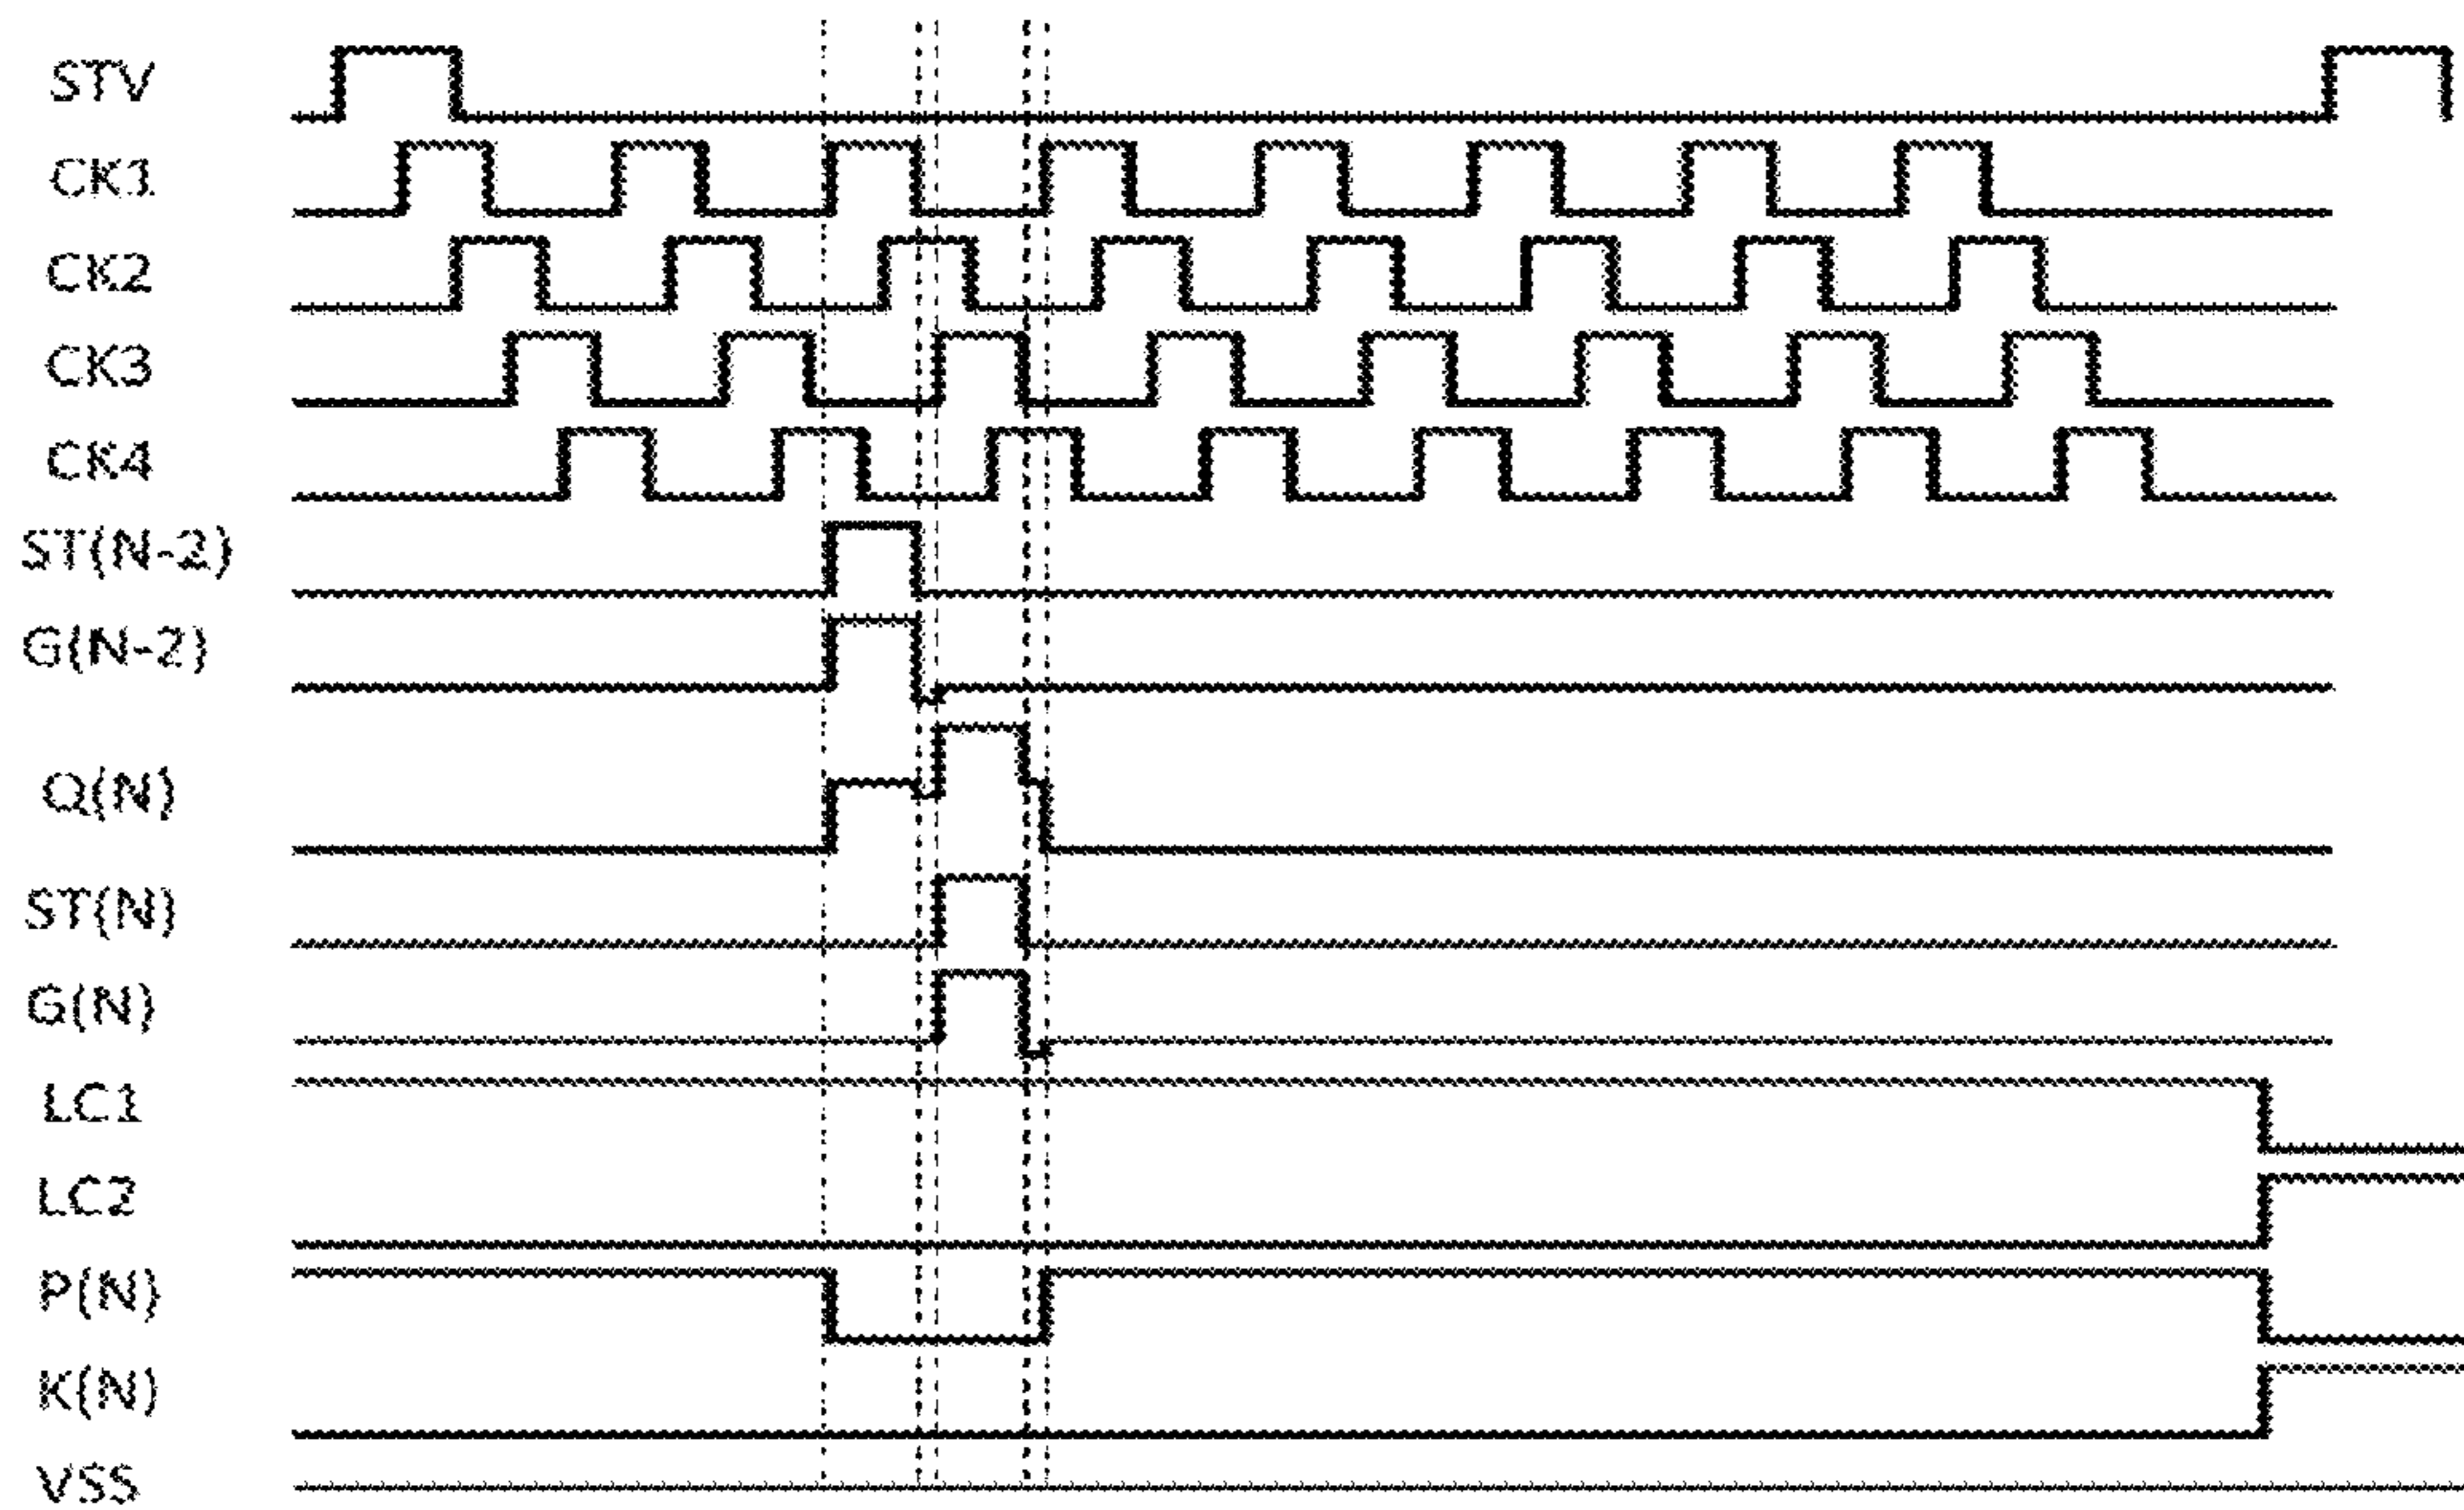 STV
CK1
CK2
CK3
CK4
ST(N-2)
G(N-2)
Q(N)
ST(N)
G(N)
LC1
LC2
P(N)
K(N)
VSS